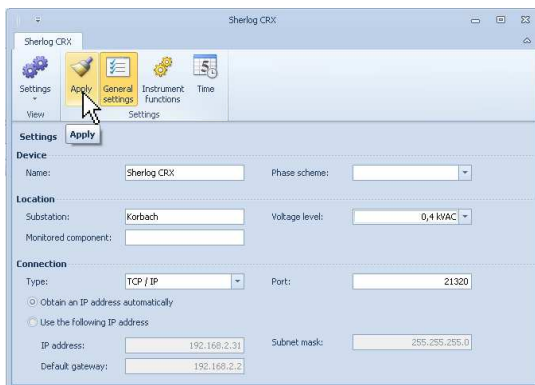 Sherlog CRX
Sherlog CRX
Settings
Apply
General settings
Instrument functions
Time
View
Settings
Apply
Settings
Device
Name: Sherlog CRX Phase scheme:
Location
Substation: Korbach Voltage level: 0,4 kVAC
Monitored component:
Connection
Type: TCP / IP Port: 21320
Obtain an IP address automatically
Use the following IP address
IP address: 192.168.2.31 Subnet mask: 255.255.255.0
Default gateway: 192.168.2.2